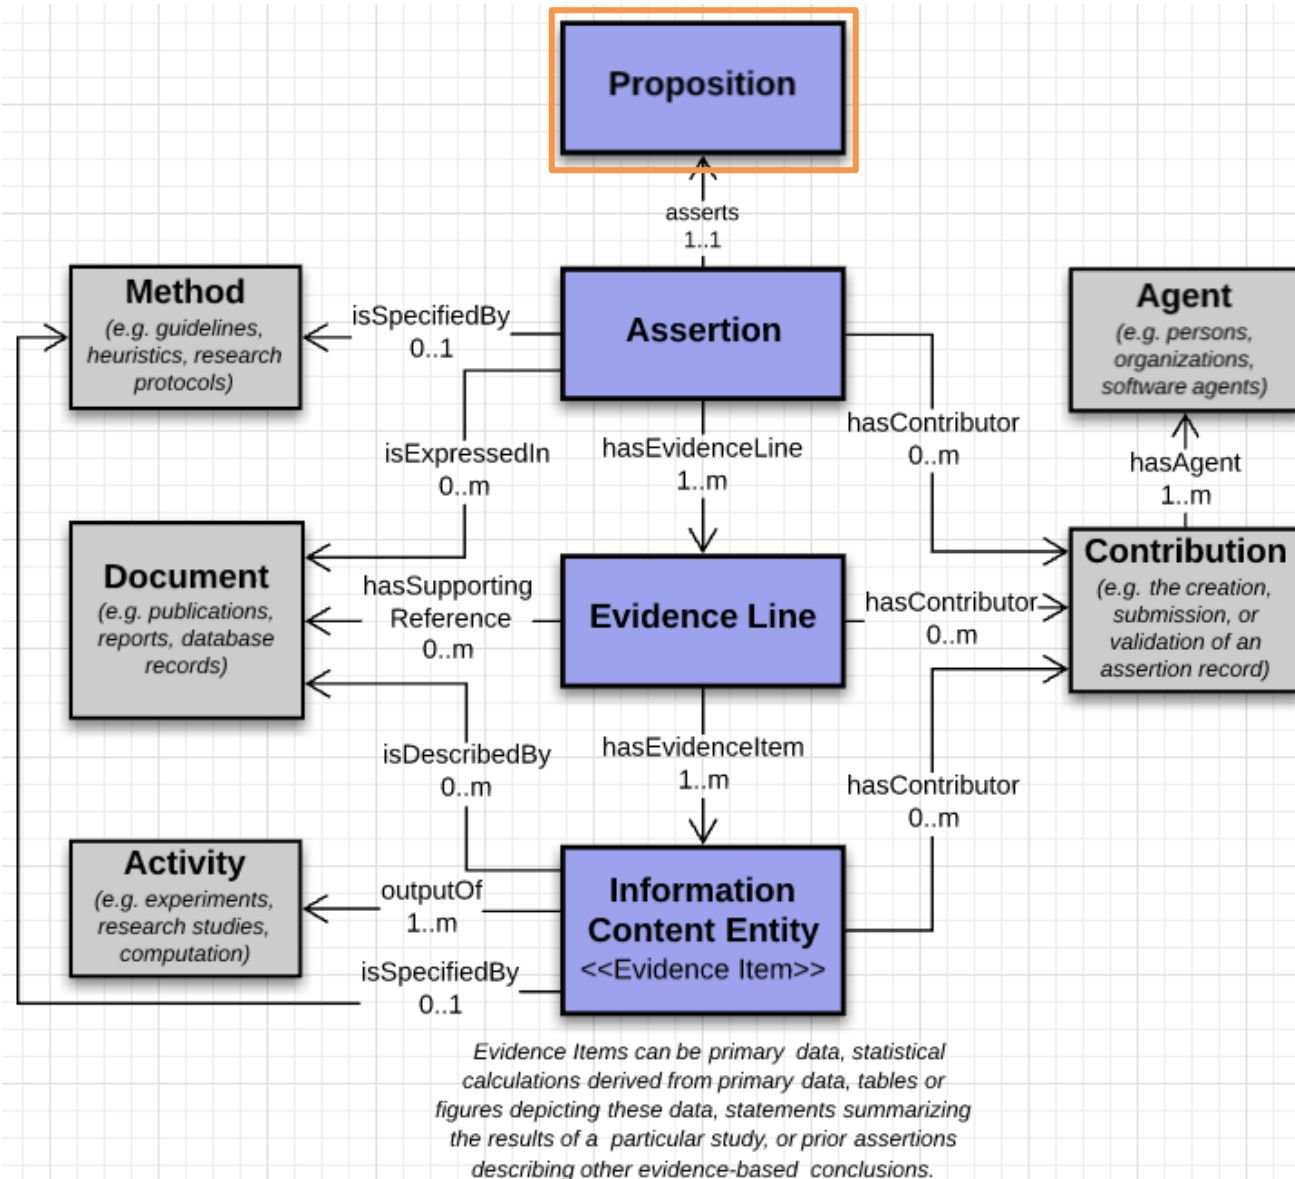 Proposition
asserts
1..1
Method
(e.g. guidelines,
heuristics, research
protocols)
isSpecifiedBy
0..1
Assertion
Agent
(e.g. persons,
organizations,
software agents)
isExpressedIn
0..m
hasEvidenceLine
1..m
hasContributor
0..m
hasAgent
1..m
Document
(e.g. publications,
reports, database
records)
hasSupporting
Reference
0..m
Evidence Line
hasContributor
0..m
Contribution
(e.g. the creation,
submission, or
validation of an
assertion record)
isDescribedBy
0..m
hasEvidenceItem
1..m
hasContributor
0..m
Activity
(e.g. experiments,
research studies,
computation)
outputOf
1..m
isSpecifiedBy
0..1
Information
Content Entity
<<Evidence Item>>
Evidence Items can be primary data, statistical
calculations derived from primary data, tables or
figures depicting these data, statements summarizing
the results of a particular study, or prior assertions
describing other evidence-based conclusions.